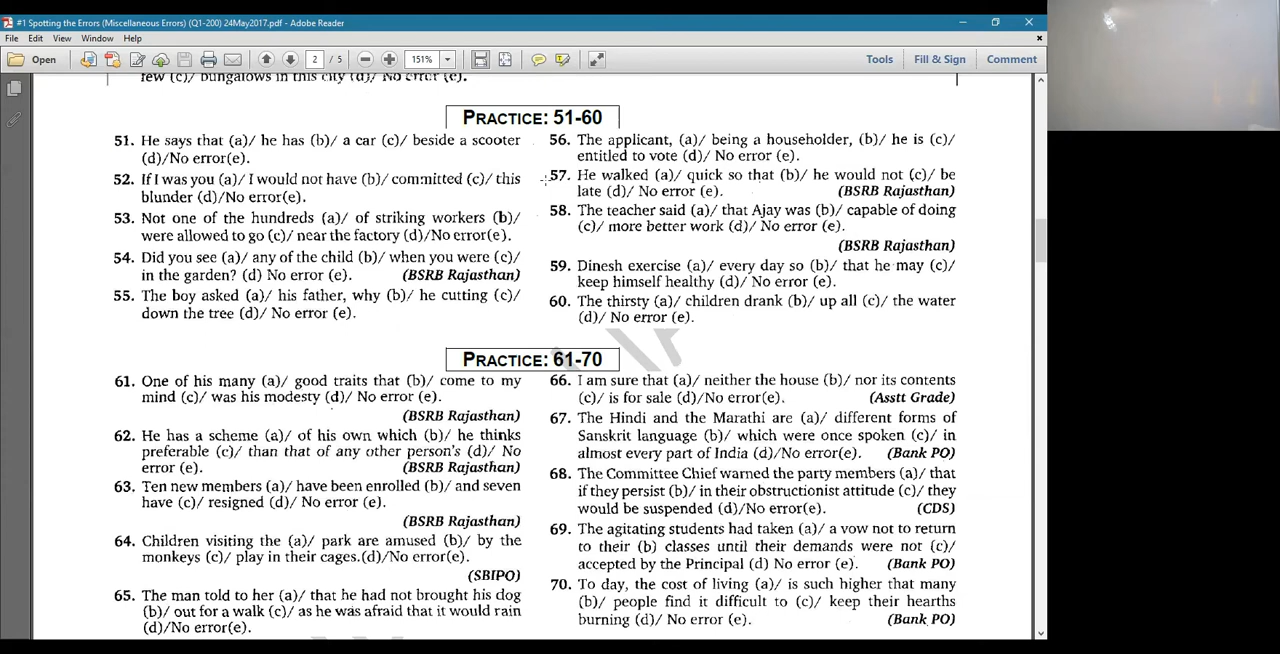 #1 Spotting the Errors (Miscellaneous Errors) (Q1-200) 24May2017.pdf - Adobe Reader
File Edit View Window Help
Open 2 / 5 151% Tools Fill & Sign Comment
few (c)/ bungalows in this city (d)/ No error (e).
PRACTICE: 51-60
51. He says that (a)/ he has (b)/ a car (c)/ beside a scooter
(d)/No error(e).
52. If I was you (a)/ I would not have (b)/ committed (c)/ this
blunder (d)/No error(e).
53. Not one of the hundreds (a)/ of striking workers (b)/
were allowed to go (c)/ near the factory (d)/No error(e).
54. Did you see (a)/ any of the child (b)/ when you were (c)/
in the garden? (d) No error (e). (BSRB Rajasthan)
55. The boy asked (a)/ his father, why (b)/ he cutting (c)/
down the tree (d)/ No error (e).
56. The applicant, (a)/ being a householder, (b)/ he is (c)/
entitled to vote (d)/ No error (e).
57. He walked (a)/ quick so that (b)/ he would not (c)/ be
late (d)/ No error (e). (BSRB Rajasthan)
58. The teacher said (a)/ that Ajay was (b)/ capable of doing
(c)/ more better work (d)/ No error (e).
(BSRB Rajasthan)
59. Dinesh exercise (a)/ every day so (b)/ that he may (c)/
keep himself healthy (d)/ No error (e).
60. The thirsty (a)/ children drank (b)/ up all (c)/ the water
(d)/ No error (e).
PRACTICE: 61-70
61. One of his many (a)/ good traits that (b)/ come to my
mind (c)/ was his modesty (d)/ No error (e).
(BSRB Rajasthan)
62. He has a scheme (a)/ of his own which (b)/ he thinks
preferable (c)/ than that of any other person's (d)/ No
error (e). (BSRB Rajasthan)
63. Ten new members (a)/ have been enrolled (b)/ and seven
have (c)/ resigned (d)/ No error (e).
(BSRB Rajasthan)
64. Children visiting the (a)/ park are amused (b)/ by the
monkeys (c)/ play in their cages.(d)/No error(e).
(SBIPO)
65. The man told to her (a)/ that he had not brought his dog
(b)/ out for a walk (c)/ as he was afraid that it would rain
(d)/No error(e).
66. I am sure that (a)/ neither the house (b)/ nor its contents
(c)/ is for sale (d)/No error(e). (Asstt Grade)
67. The Hindi and the Marathi are (a)/ different forms of
Sanskrit language (b)/ which were once spoken (c)/ in
almost every part of India (d)/No error(e). (Bank PO)
68. The Committee Chief warned the party members (a)/ that
if they persist (b)/ in their obstructionist attitude (c)/ they
would be suspended (d)/No error(e). (CDS)
69. The agitating students had taken (a)/ a vow not to return
to their (b) classes until their demands were not (c)/
accepted by the Principal (d) No error (e). (Bank PO)
70. To day, the cost of living (a)/ is such higher that many
(b)/ people find it difficult to (c)/ keep their hearths
burning (d)/ No error (e). (Bank PO)